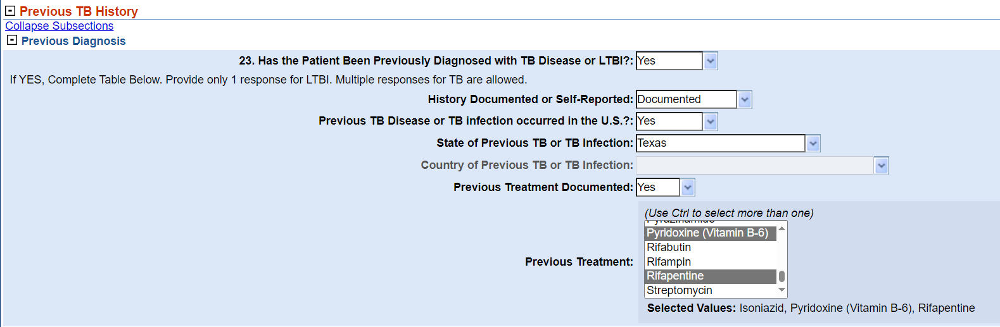 Previous TB History
Collapse Subsections
Previous Diagnosis
23. Has the Patient Been Previously Diagnosed with TB Disease or LTBI?: Yes
If YES, Complete Table Below. Provide only 1 response for LTBI. Multiple responses for TB are allowed.
History Documented or Self-Reported: Documented
Previous TB Disease or TB infection occurred in the U.S.?: Yes
State of Previous TB or TB Infection: Texas
Country of Previous TB or TB Infection:
Previous Treatment Documented: Yes
(Use Ctrl to select more than one)
Pyrazinamide
Pyridoxine (Vitamin B-6)
Rifabutin
Previous Treatment: Rifampin
Rifapentine
Streptomycin
Selected Values: Isoniazid, Pyridoxine (Vitamin B-6), Rifapentine